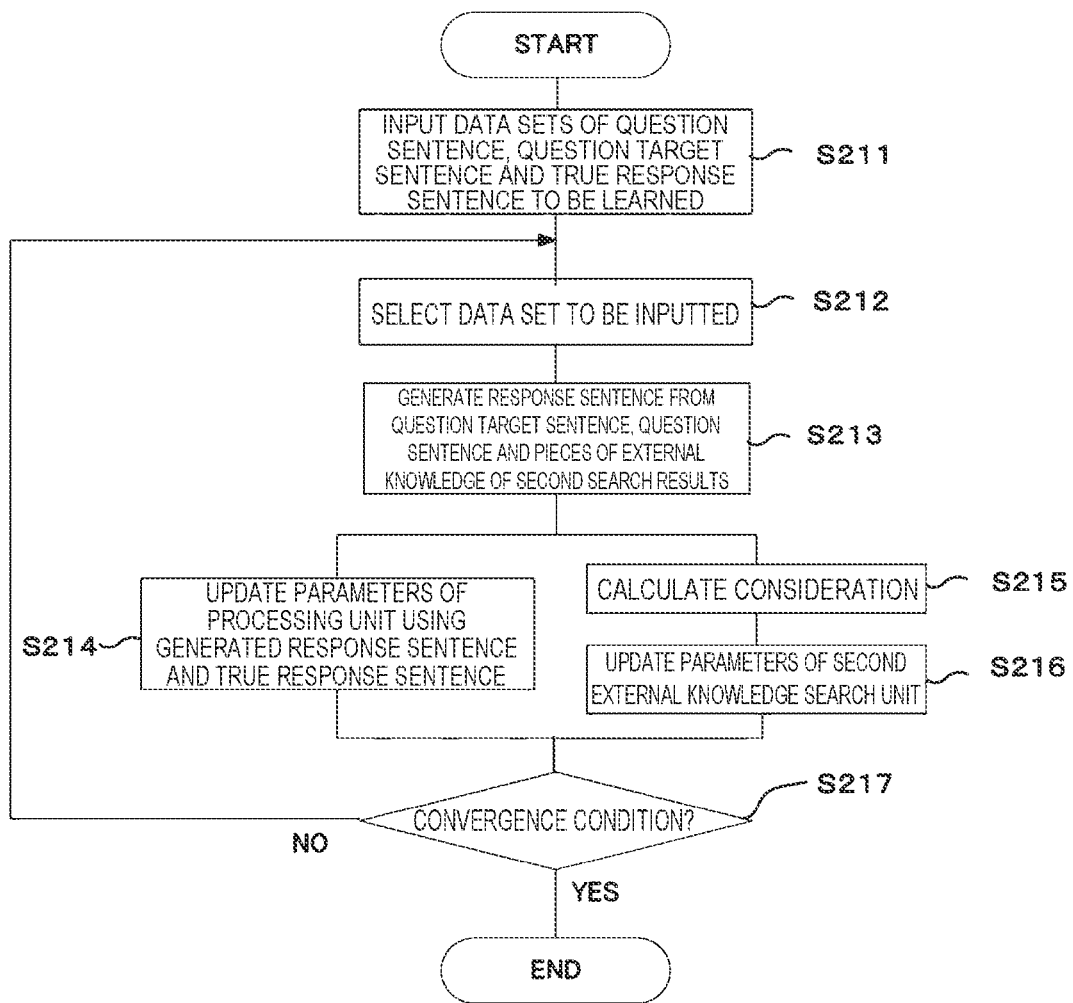 START
INPUT DATA SETS OF QUESTION
SENTENCE, QUESTION TARGET
SENTENCE AND TRUE RESPONSE
SENTENCE TO BE LEARNED
S211
SELECT DATA SET TO BE INPUTTED
S212
GENERATE RESPONSE SENTENCE FROM
QUESTION TARGET SENTENCE, QUESTION
SENTENCE AND PIECES OF EXTERNAL
KNOWLEDGE OF SECOND SEARCH RESULTS
S213
UPDATE PARAMETERS OF
PROCESSING UNIT USING
GENERATED RESPONSE SENTENCE
AND TRUE RESPONSE SENTENCE
S214
CALCULATE CONSIDERATION
S215
UPDATE PARAMETERS OF SECOND
EXTERNAL KNOWLEDGE SEARCH UNIT
S216
CONVERGENCE CONDITION?
S217
NO
YES
END